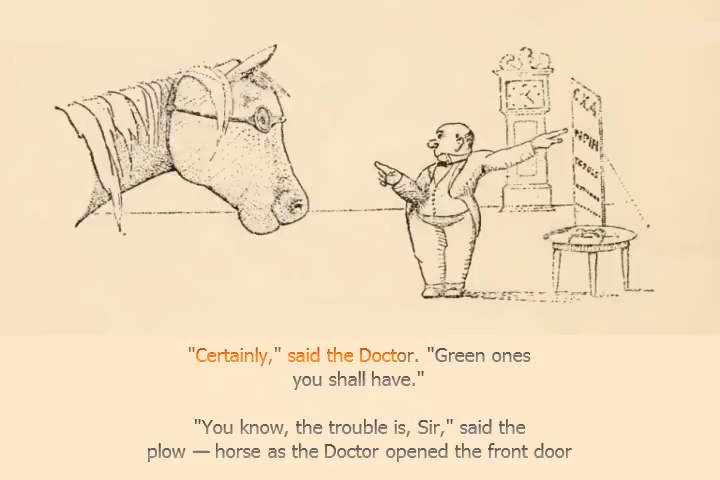 "Certainly," said the Doctor. "Green ones
you shall have."
"You know, the trouble is, Sir," said the
plow — horse as the Doctor opened the front door